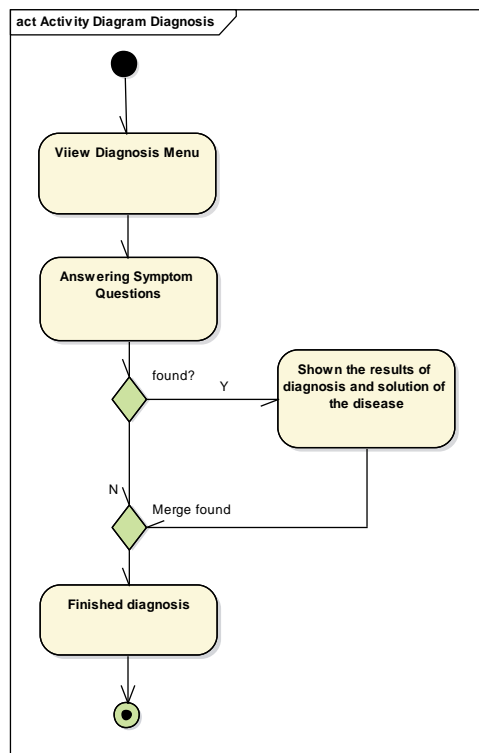 act Activity Diagram Diagnosis
Viiew Diagnosis Menu
Answering Symptom
Questions
found?
Y
Shown the results of
diagnosis and solution of
the disease
N
Merge found
Finished diagnosis